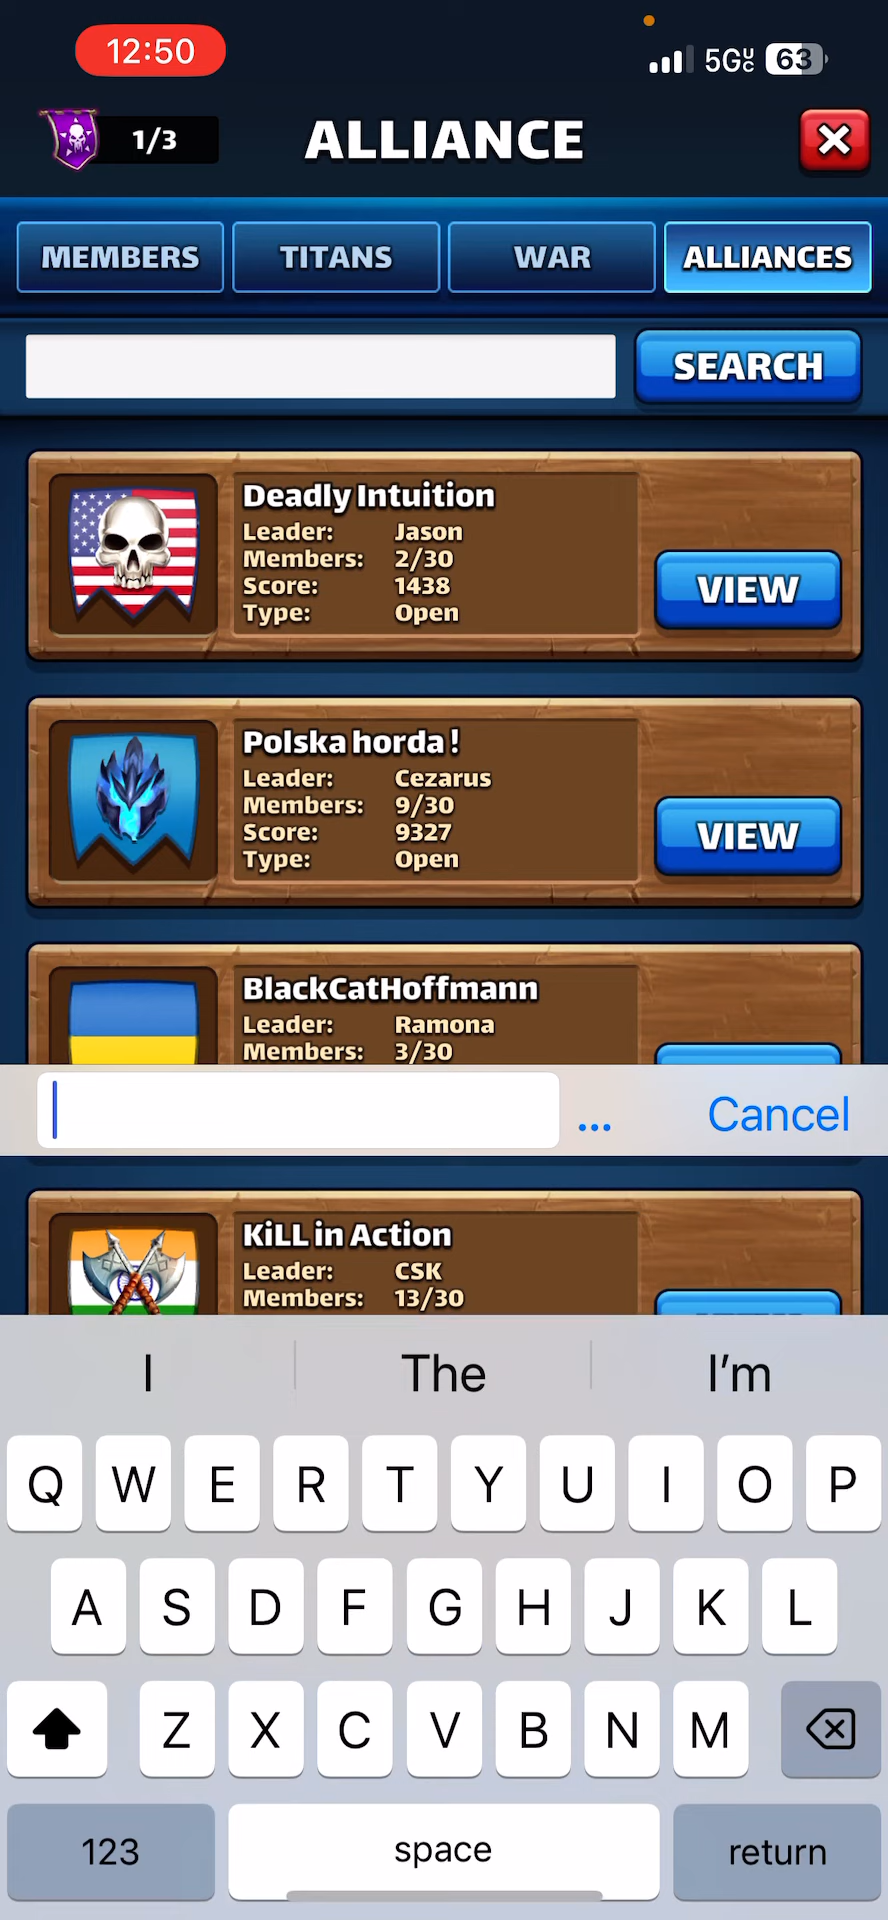 12:50
5GUC 63
1/3
ALLIANCE
MEMBERS TITANS WAR ALLIANCES
SEARCH
Deadly Intuition
Leader: Jason
Members: 2/30
Score: 1438
Type: Open
VIEW
Polska horda !
Leader: Cezarus
Members: 9/30
Score: 9327
Type: Open
VIEW
BlackCatHoffmann
Leader: Ramona
Members: 3/30
... Cancel
KiLL in Action
Leader: CSK
Members: 13/30
I The I'm
Q W E R T Y U I O P
A S D F G H J K L
Z X C V B N M
123 space return